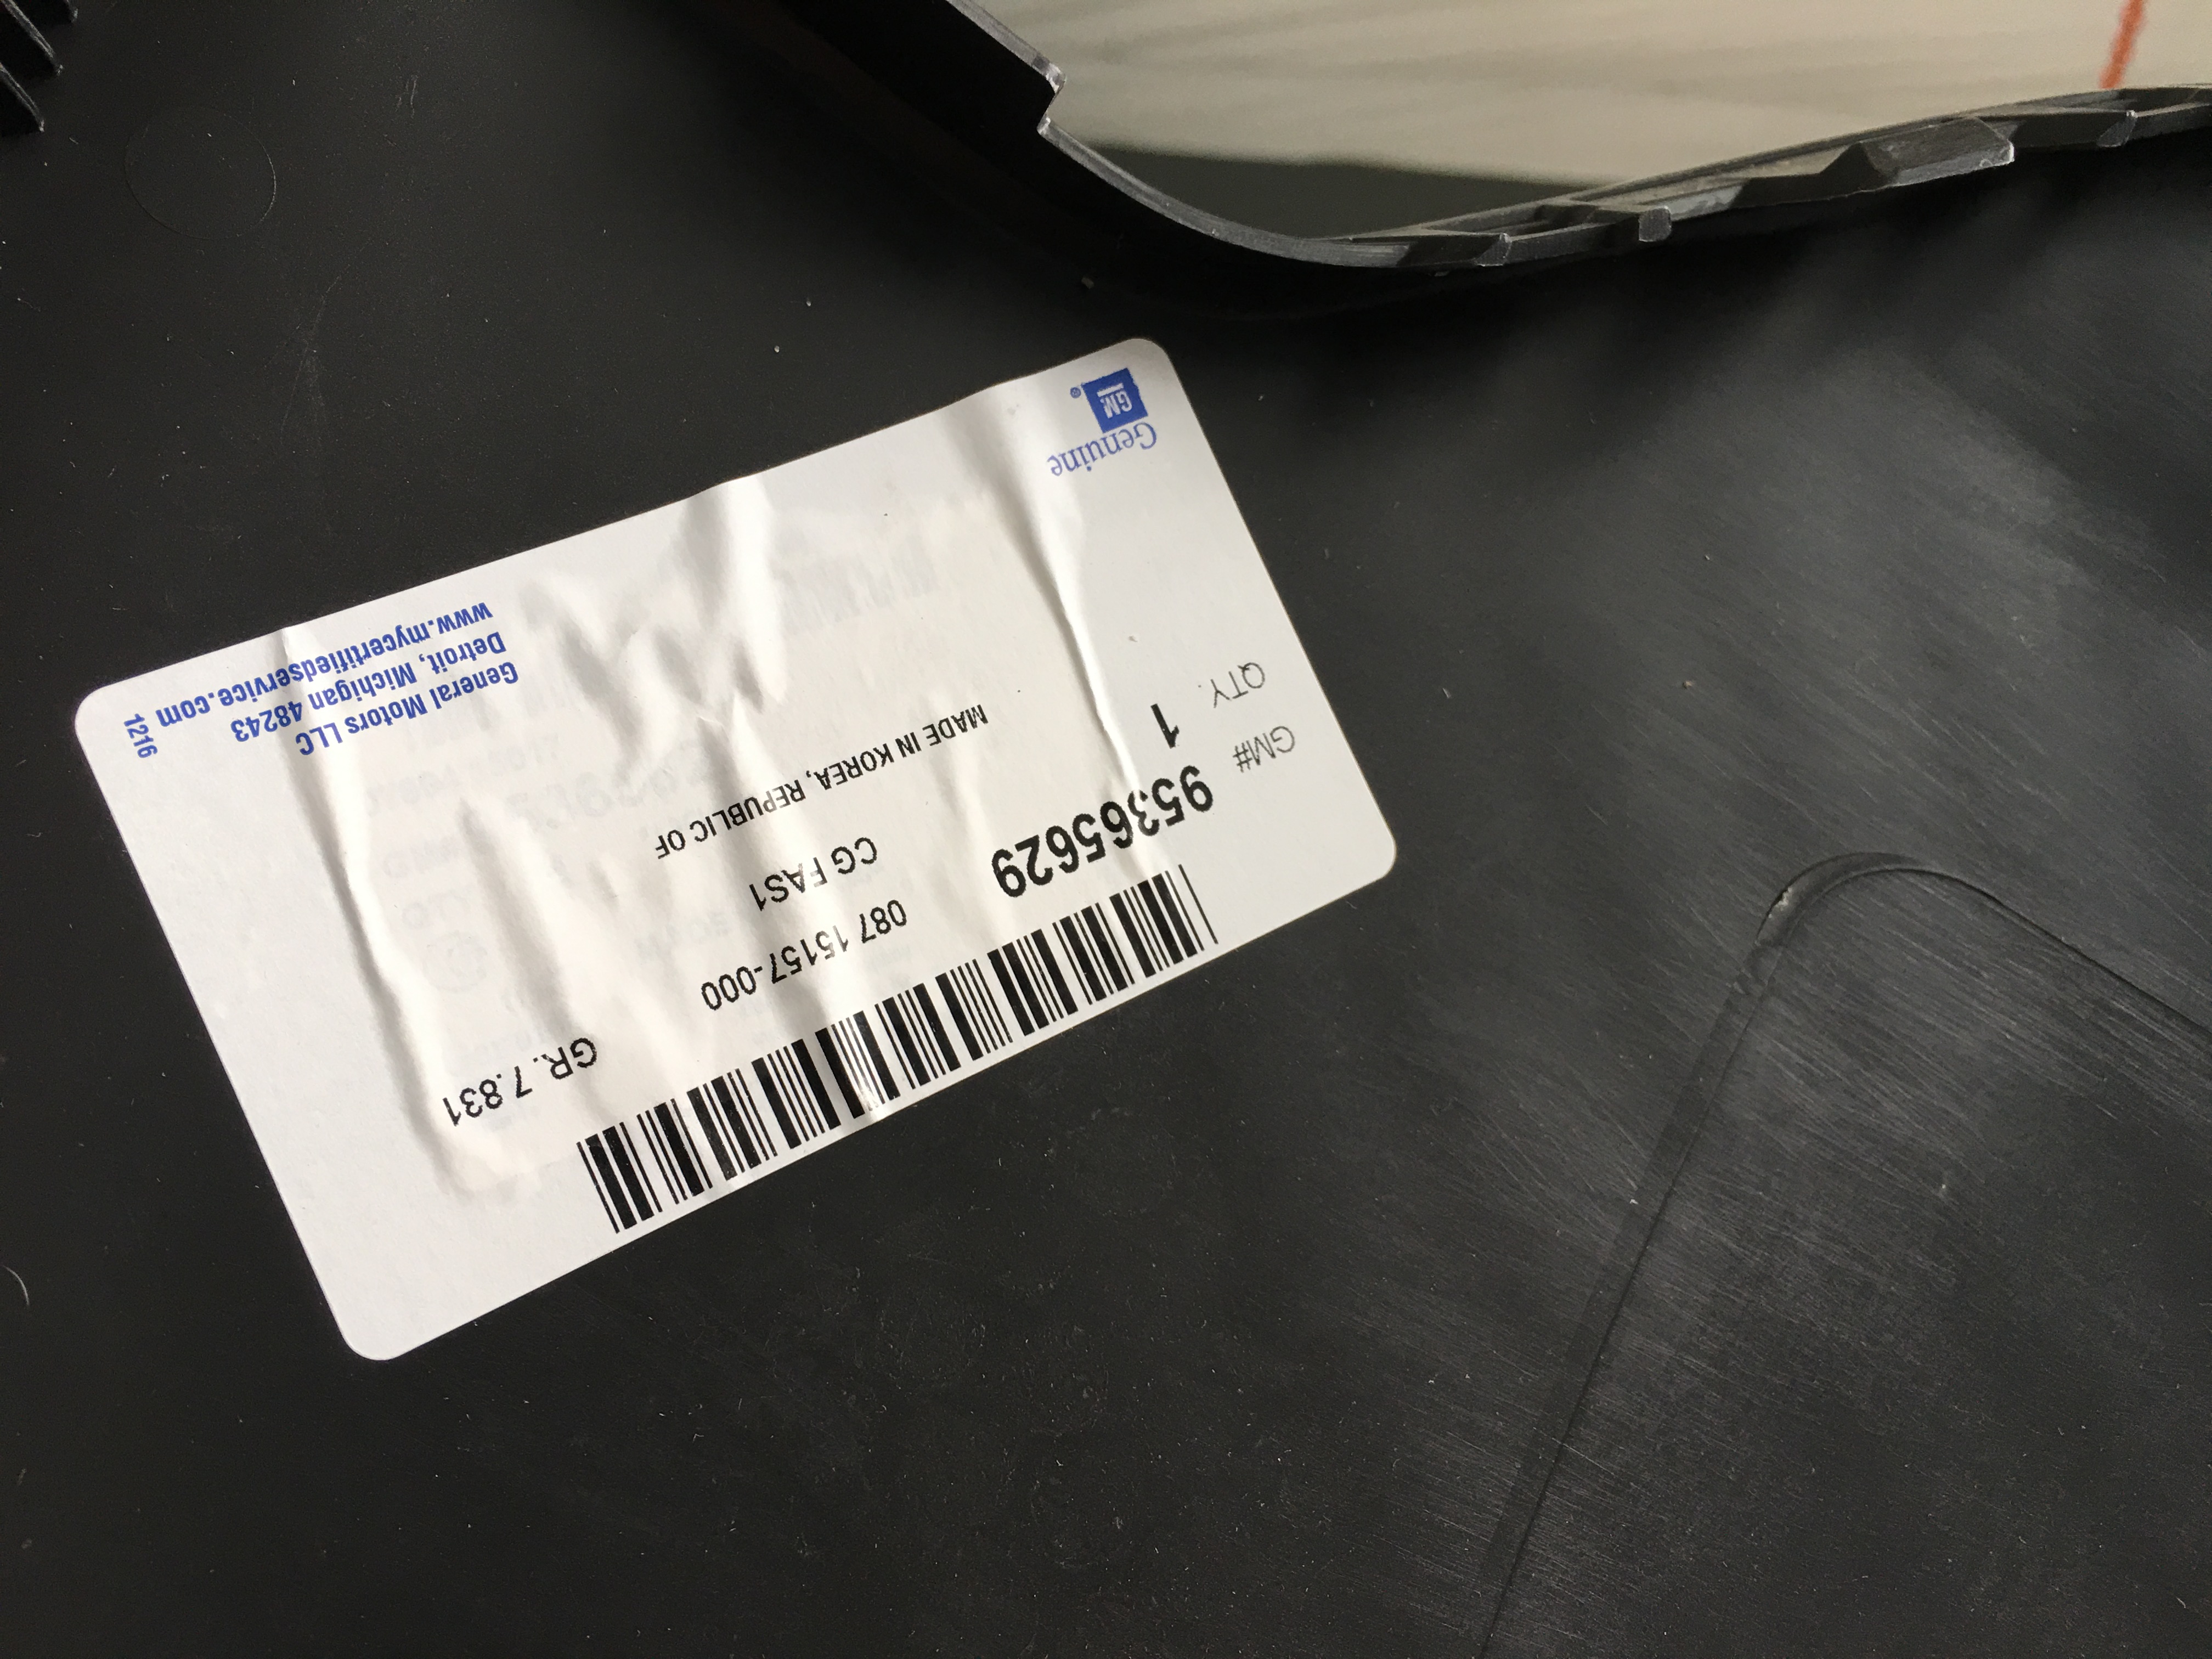 GR. 7.831
087 15157-000
95365629
GM#
CG FAS1
1
QTY.
MADE IN KOREA, REPUBLIC OF
General Motors LLC
Detroit, Michigan 48243
www.mycertifiedservice.com
1216
Genuine
GM
®